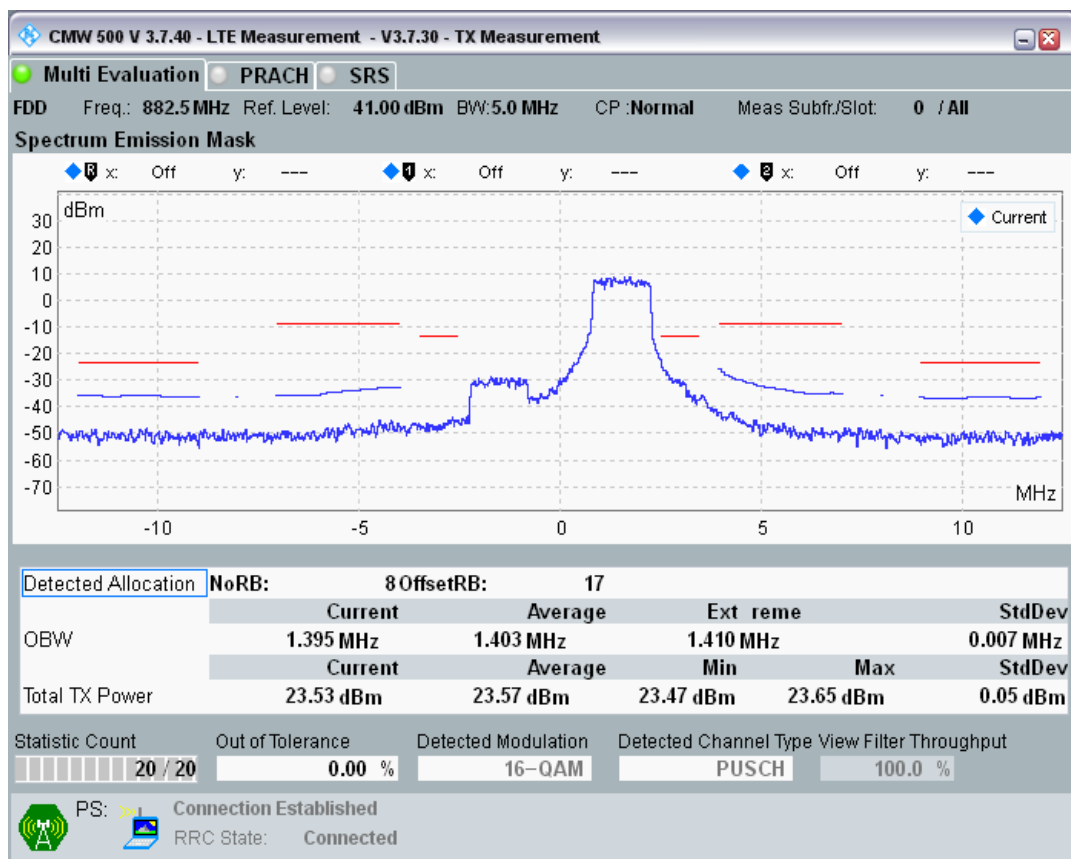 CMW 500 V 3.7.40 - LTE Measurement - V3.7.30 - TX Measurement
Multi Evaluation PRACH SRS
FDD Freq.: 882.5 MHz Ref. Level: 41.00 dBm BW:5.0 MHz CP :Normal Meas Subfr./Slot: 0 / All
Spectrum Emission Mask
R x: Off y: --- 1 x: Off y: --- 2 x: Off y: ---
dBm
Current
30
20
10
0
-10
-20
-30
-40
-50
-60
-70
MHz
-10 -5 0 5 10
Detected Allocation NoRB: 8 OffsetRB: 17
Current Average Ext reme StdDev
OBW 1.395 MHz 1.403 MHz 1.410 MHz 0.007 MHz
Current Average Min Max StdDev
Total TX Power 23.53 dBm 23.57 dBm 23.47 dBm 23.65 dBm 0.05 dBm
Statistic Count Out of Tolerance Detected Modulation Detected Channel Type View Filter Throughput
20 / 20 0.00 % 16-QAM PUSCH 100.0 %
PS: Connection Established
RRC State: Connected